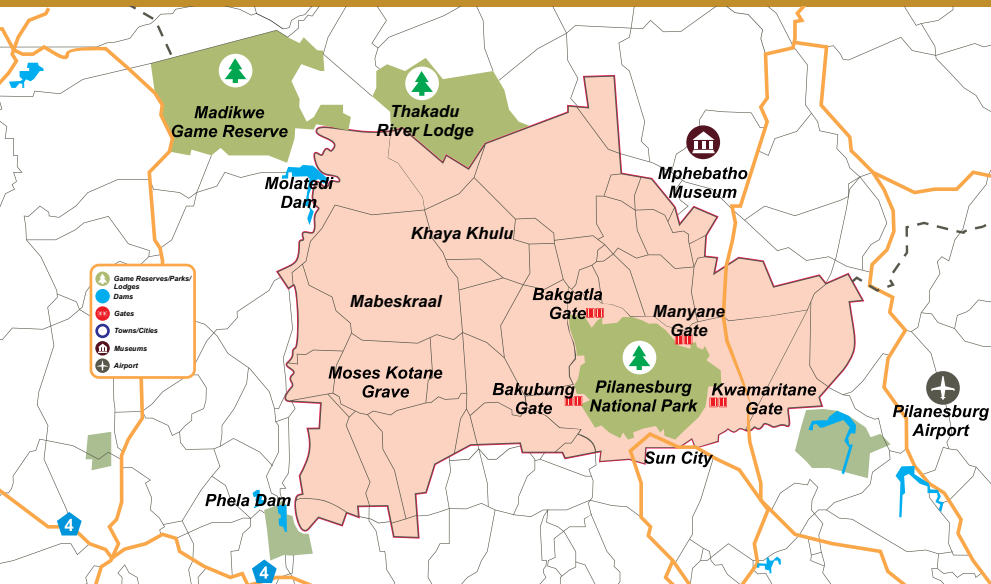 Madikwe
Game Reserve
Thakadu
River Lodge
Mphebatho
Museum
Molatedi
Dam
Khaya Khulu
Game Reserves/Parks/
Lodges
Dams
Gates
Towns/Cities
Museums
Airport
Mabeskraal
Bakgatla
Gate
Manyane
Gate
Moses Kotane
Grave
Bakubung
Gate
Pilanesburg
National Park
Kwamaritane
Gate
Pilanesburg
Airport
Sun City
Phela Dam
4
4